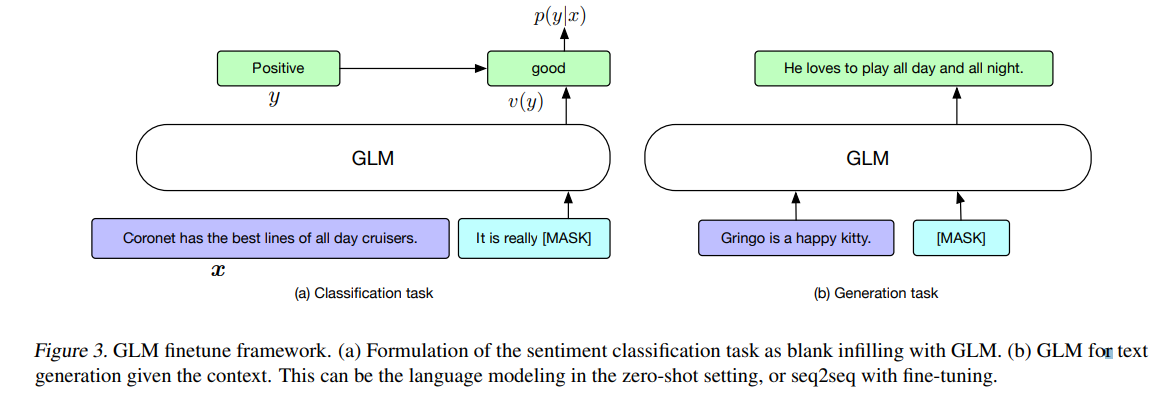 p(y|x)
Positive
good
He loves to play all day and all night.
y
v(y)
GLM
GLM
Coronet has the best lines of all day cruisers.
It is really [MASK]
Gringo is a happy kitty.
[MASK]
x
(a) Classification task
(b) Generation task
Figure 3. GLM finetune framework. (a) Formulation of the sentiment classification task as blank infilling with GLM. (b) GLM for text
generation given the context. This can be the language modeling in the zero-shot setting, or seq2seq with fine-tuning.